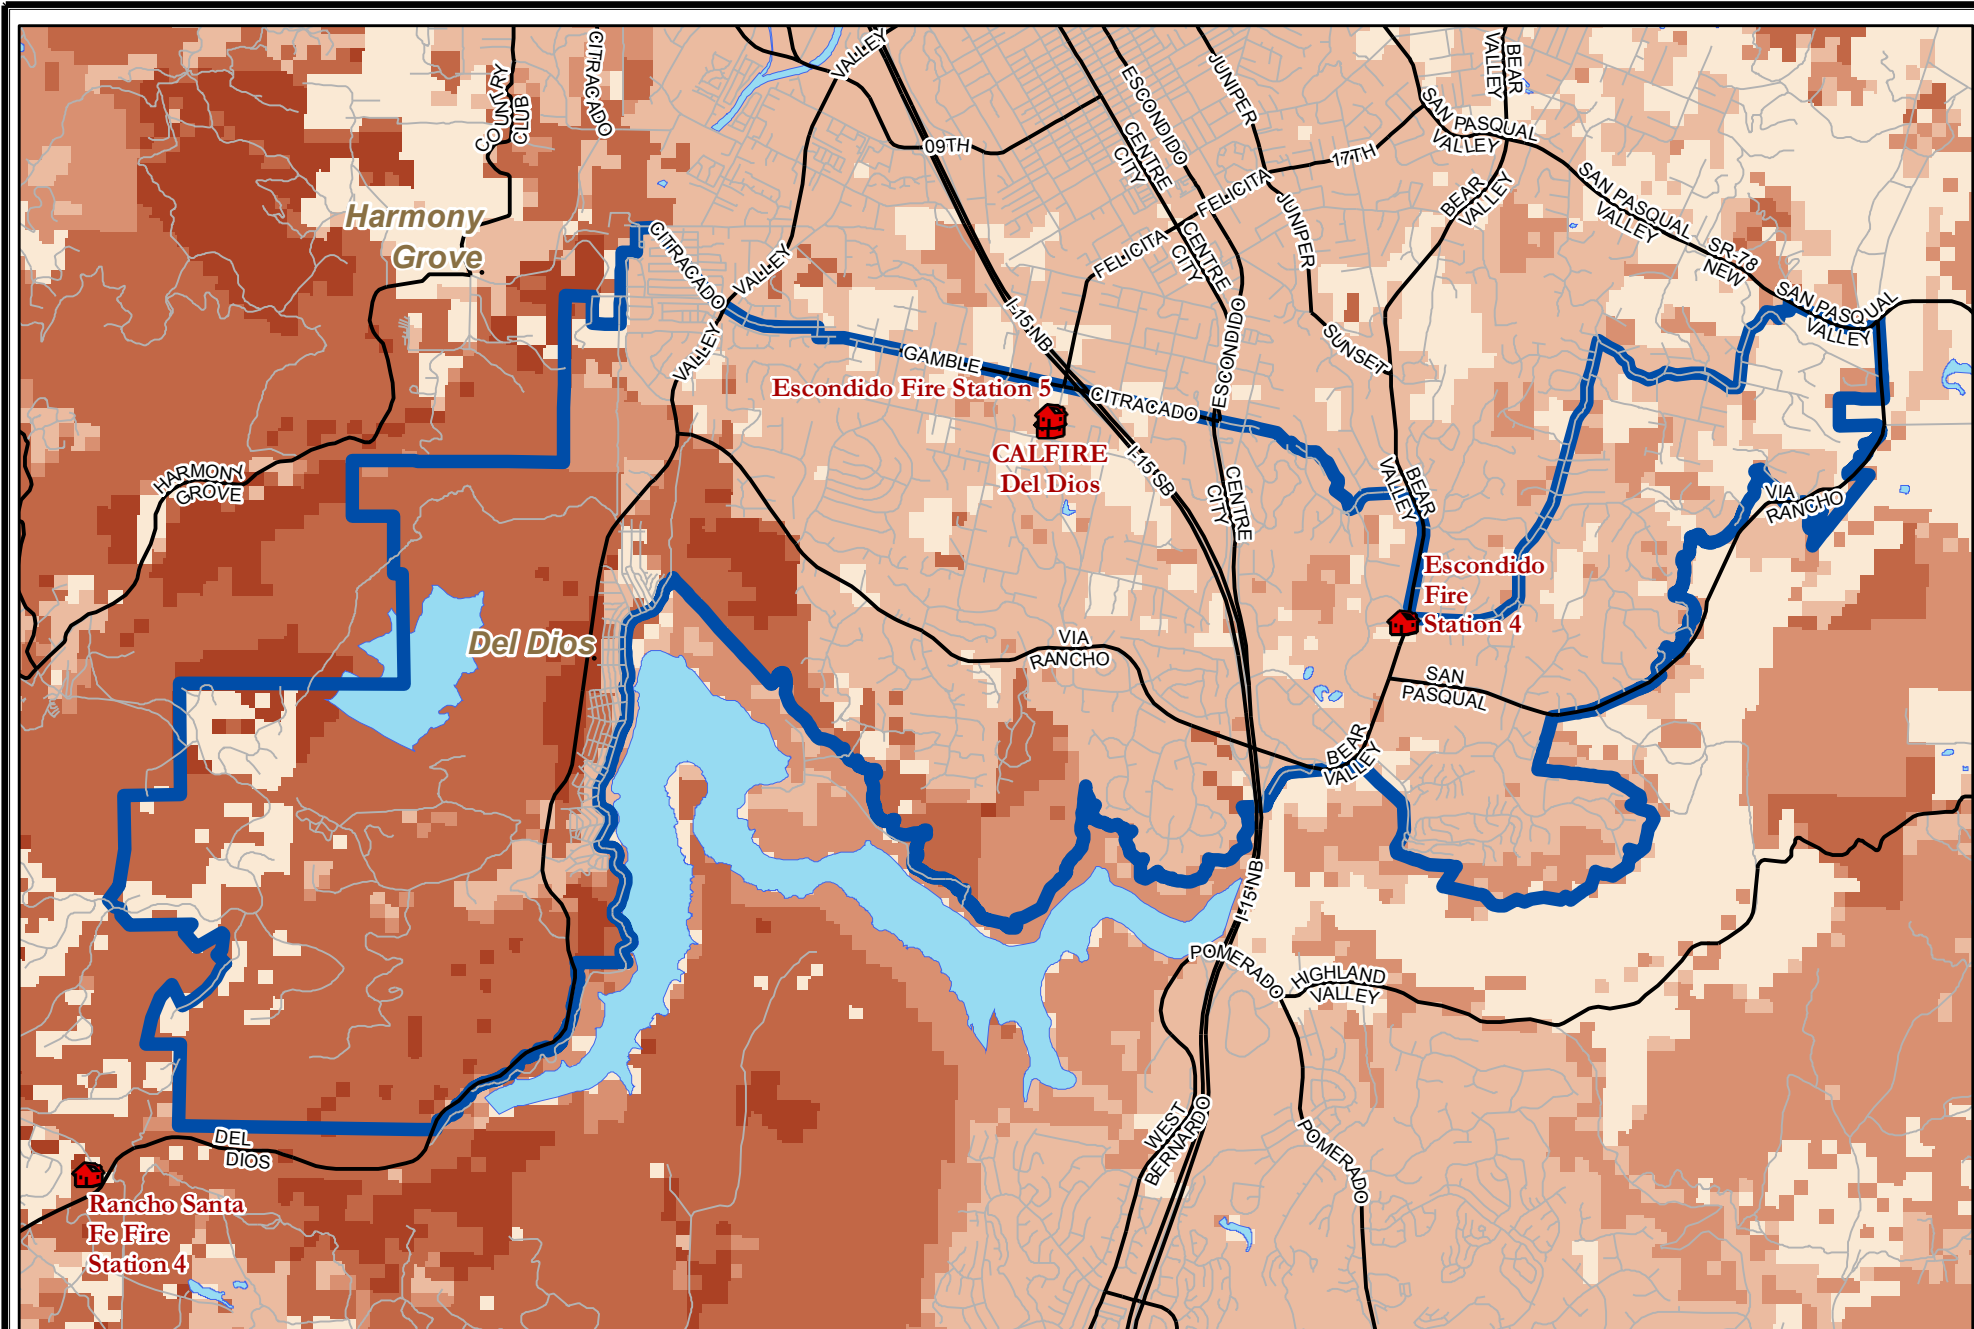 COUNTRY
CLUB
CITRACADO
VALLEY
ESCONDIDO
CENTRE
CITY
JUNIPER
BEAR
VALLEY
SAN PASQUAL
VALLEY
09TH
17TH
FELICITA
JUNIPER
BEAR
VALLEY
SAN PASQUAL
VALLEY
SR-78
NEW
SAN PASQUAL
VALLEY
Harmony
Grove
CITRACADO
VALLEY
FELICITA
CENTRE
CITY
VALLEY
I-15 NB
ESCONDIDO
SUNSET
GAMBLE
Escondido Fire Station 5
CITRACADO
CALFIRE
Del Dios
I-15 SB
CENTRE
CITY
BEAR
VALLEY
HARMONY
GROVE
VIA
RANCHO
Escondido
Fire
Station 4
Del Dios
VIA
RANCHO
SAN
PASQUAL
BEAR
VALLEY
I-15 NB
POMERADO
HIGHLAND
VALLEY
WEST
BERNARDO
POMERADO
DEL
DIOS
Rancho Santa
Fe Fire
Station 4